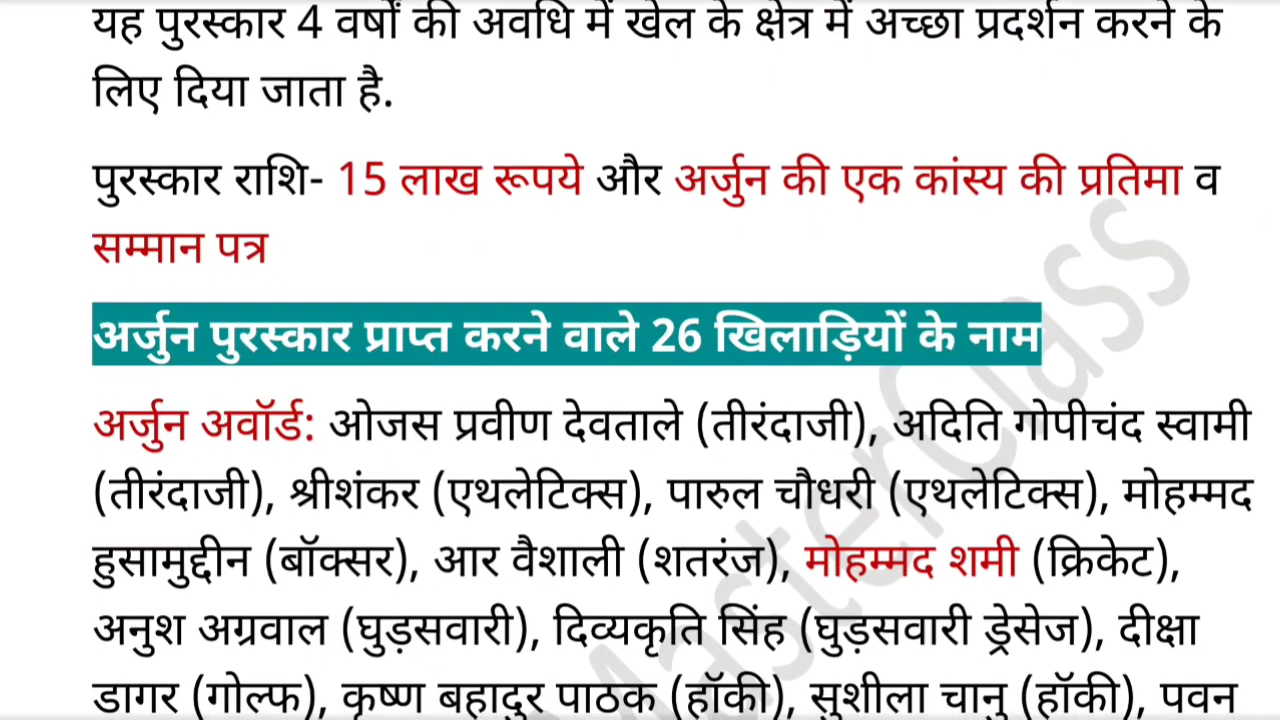 यह पुरस्कार 4 वर्षों की अवधि में खेल के क्षेत्र में अच्छा प्रदर्शन करने के
लिए दिया जाता है.
पुरस्कार राशि- 15 लाख रूपये और अर्जुन की एक कांस्य की प्रतिमा व
सम्मान पत्र
अर्जुन पुरस्कार प्राप्त करने वाले 26 खिलाड़ियों के नाम
अर्जुन अवॉर्ड: ओजस प्रवीण देवताले (तीरंदाजी), अदिति गोपीचंद स्वामी
(तीरंदाजी), श्रीशंकर (एथलेटिक्स), पारुल चौधरी (एथलेटिक्स), मोहम्मद
हुसामुद्दीन (बॉक्सर), आर वैशाली (शतरंज), मोहम्मद शमी (क्रिकेट),
अनुश अग्रवाल (घुड़सवारी), दिव्यकृति सिंह (घुड़सवारी ड्रेसेज), दीक्षा
डागर (गोल्फ), कृष्ण बहादुर पाठक (हॉकी), सुशीला चानु (हॉकी), पवन
MasterClass